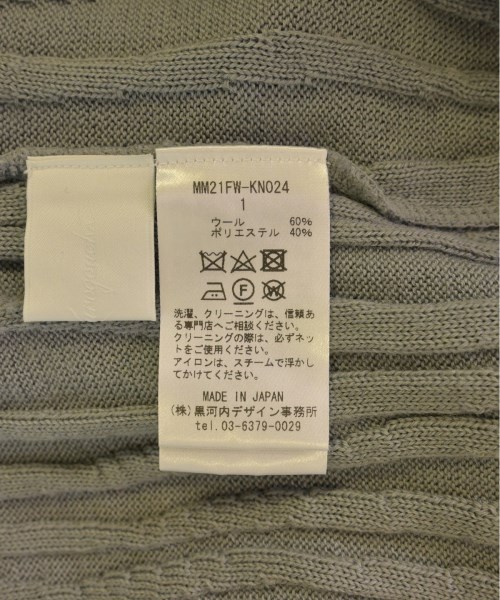 MM21FW-KN024
1
ウール 60%
ポリエステル 40%
F
W
洗濯、クリーニングは、信頼あ
る専門店へご相談ください。
クリーニングの際は、必ずネッ
トをご使用ください。
アイロンは、スチームで浮かし
てかけてください。
MADE IN JAPAN
(株)黒河内デザイン事務所
tel.03-6379-0029